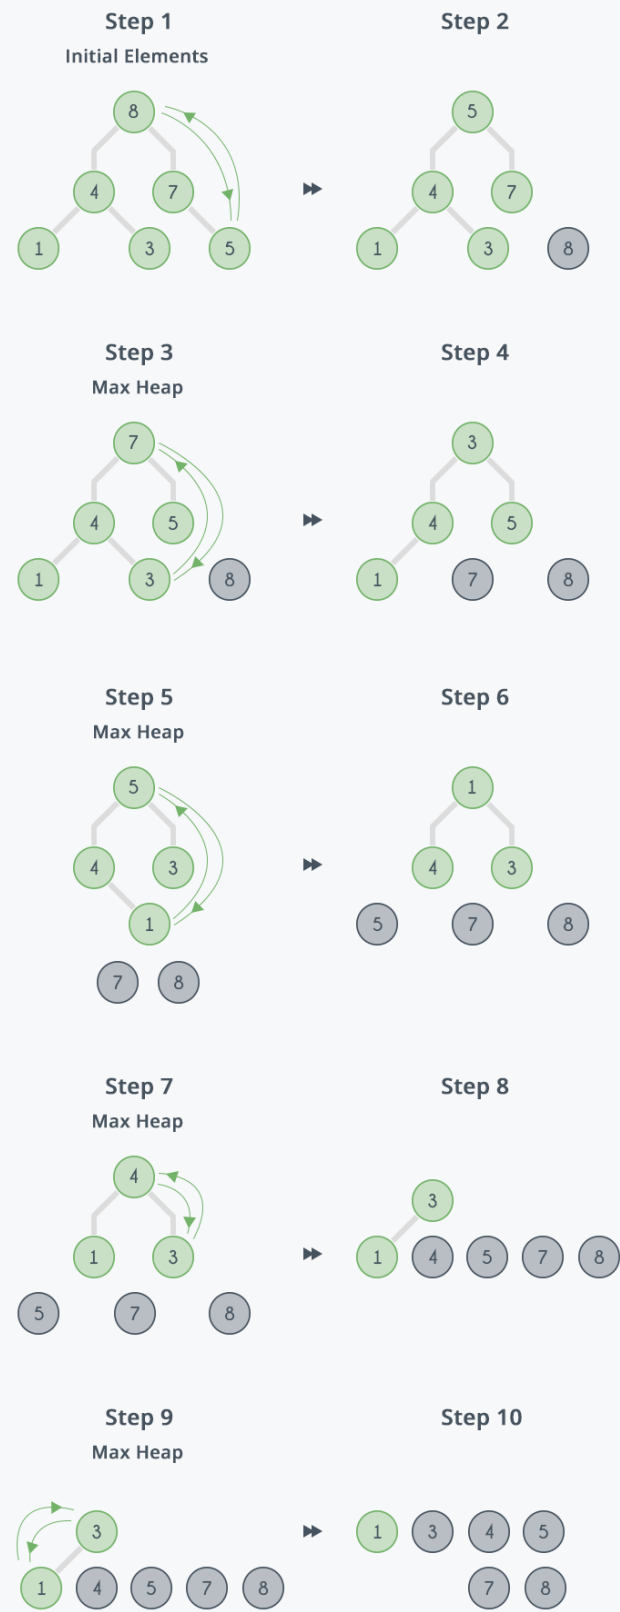 Step 1
Initial Elements
8
4 7
1 3 5
Step 2
5
4 7
1 3 8
Step 3
Max Heap
7
4 5
1 3 8
Step 4
3
4 5
1 7 8
Step 5
Max Heap
5
4 3
1
7 8
Step 6
1
4 3
5 7 8
Step 7
Max Heap
4
1 3
5 7 8
Step 8
3
1 4 5 7 8
Step 9
Max Heap
3
1 4 5 7 8
Step 10
1 3 4 5
7 8